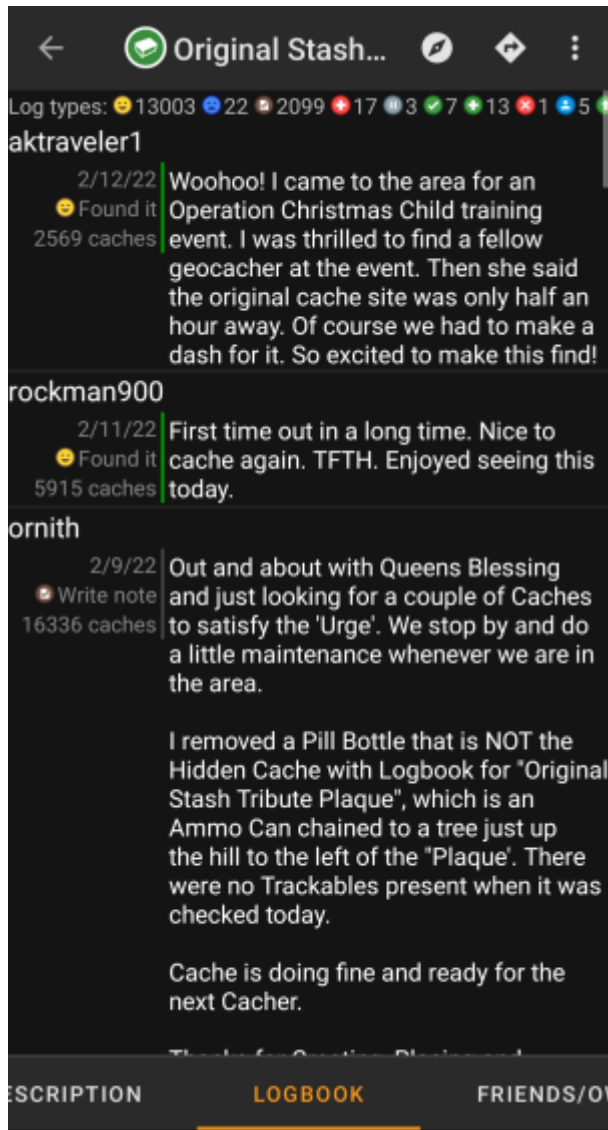 Original Stash...
Log types: 13003 22 2099 17 3 7 13 1 5
aktraveler1
2/12/22
Found it
2569 caches
Woohoo! I came to the area for an
Operation Christmas Child training
event. I was thrilled to find a fellow
geocacher at the event. Then she said
the original cache site was only half an
hour away. Of course we had to make a
dash for it. So excited to make this find!
rockman900
2/11/22
Found it
5915 caches
First time out in a long time. Nice to
cache again. TFTH. Enjoyed seeing this
today.
ornith
2/9/22
Write note
16336 caches
Out and about with Queens Blessing
and just looking for a couple of Caches
to satisfy the 'Urge'. We stop by and do
a little maintenance whenever we are in
the area.
I removed a Pill Bottle that is NOT the
Hidden Cache with Logbook for "Original
Stash Tribute Plaque", which is an
Ammo Can chained to a tree just up
the hill to the left of the "Plaque'. There
were no Trackables present when it was
checked today.
Cache is doing fine and ready for the
next Cacher.
ESCRIPTION
LOGBOOK
FRIENDS/O